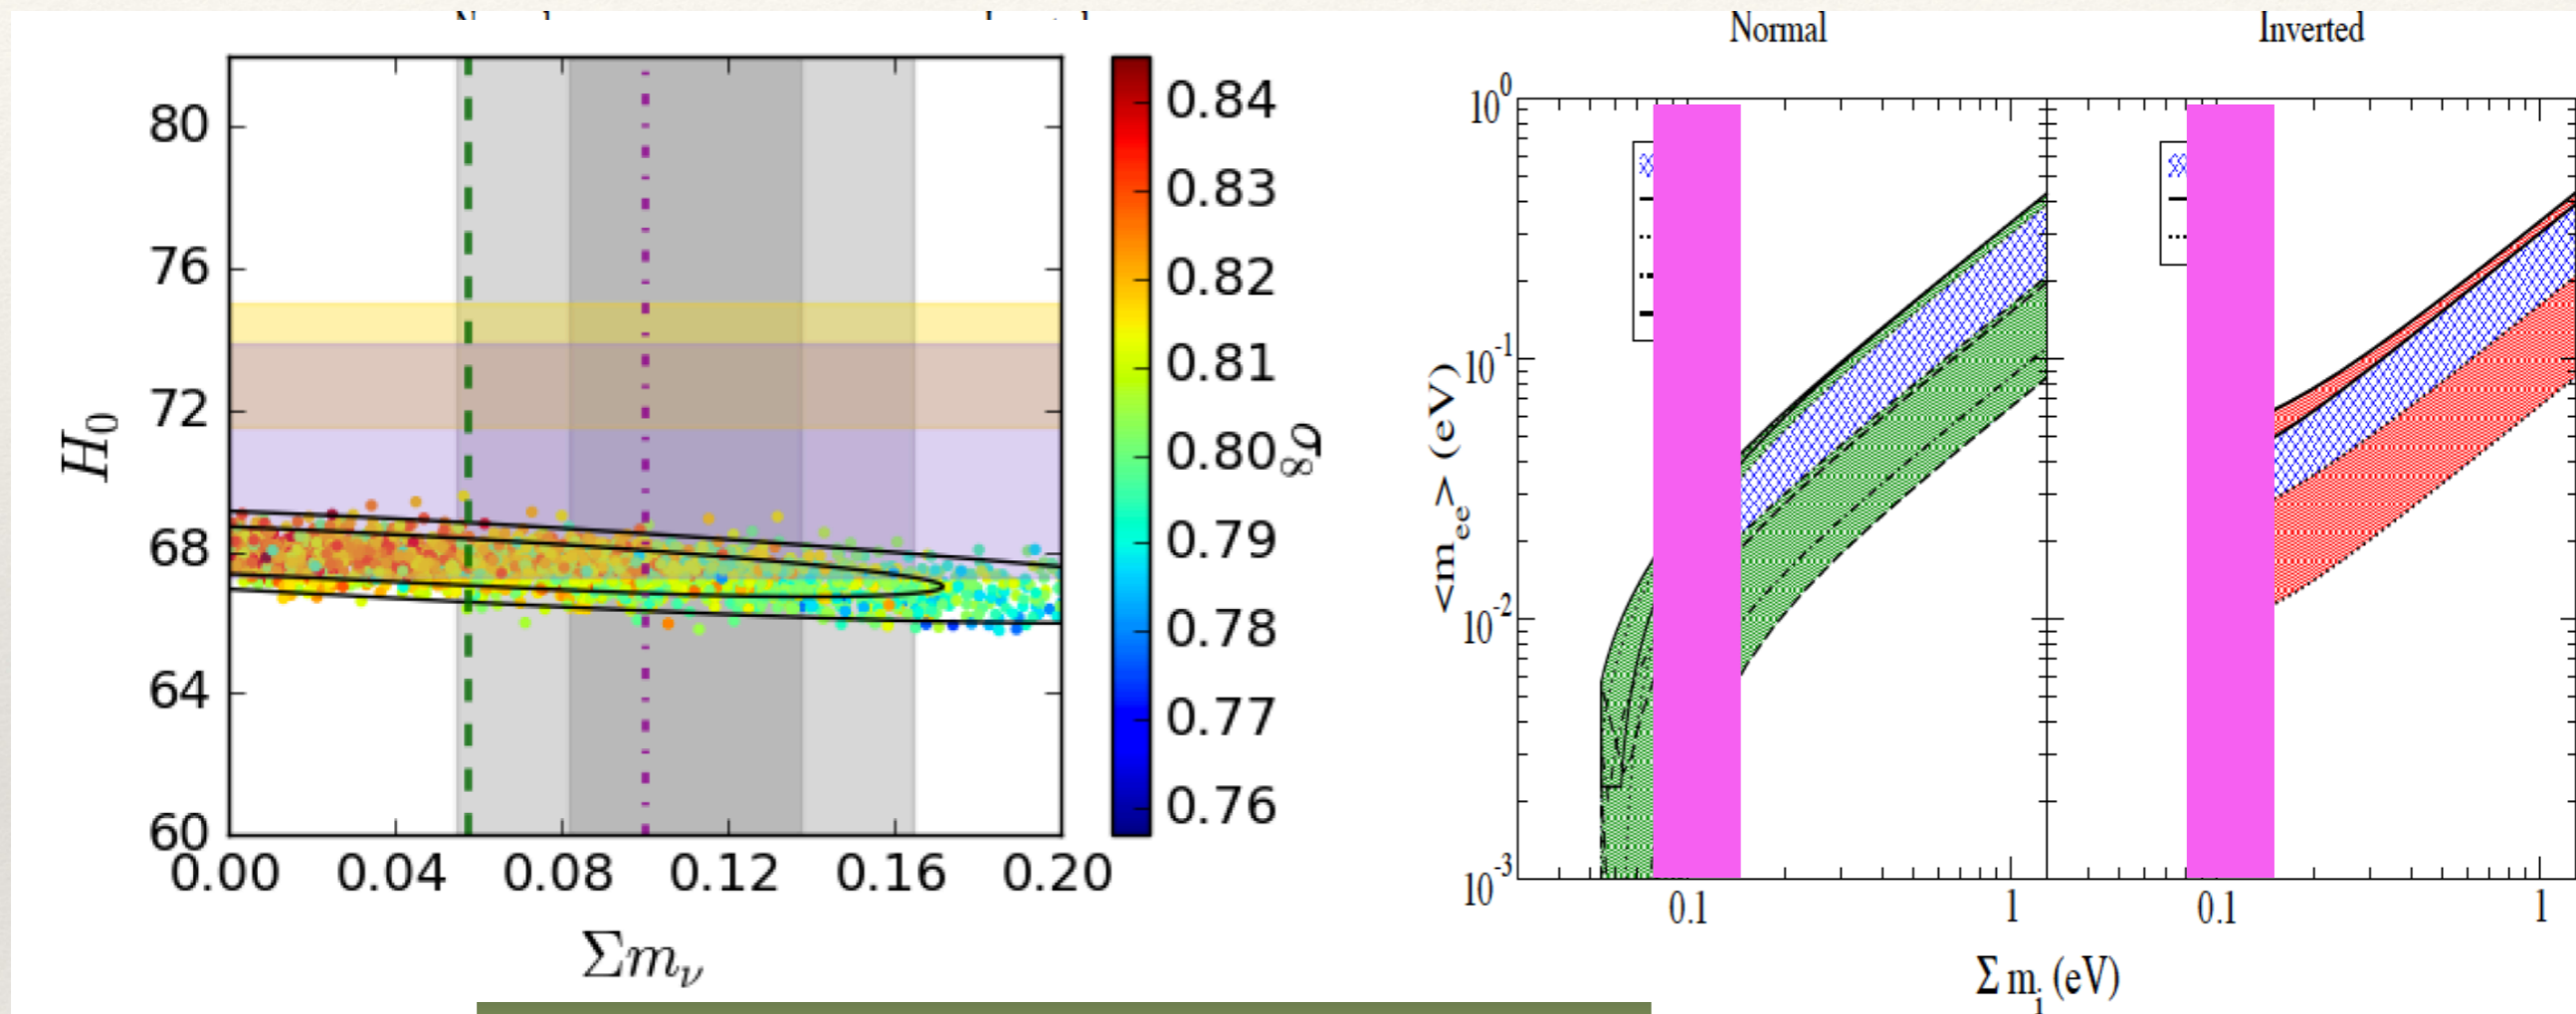 Normal Inverted
80
76
72
68
64
60
H₀
0.00 0.04 0.08 0.12 0.16 0.20
Σmν
0.84
0.83
0.82
0.81
0.80
0.79
0.78
0.77
0.76
σ₈
10⁰
10⁻¹
10⁻²
10⁻³
<mₑₑ> (eV)
0.1 1 0.1 1
Σ mᵢ (eV)